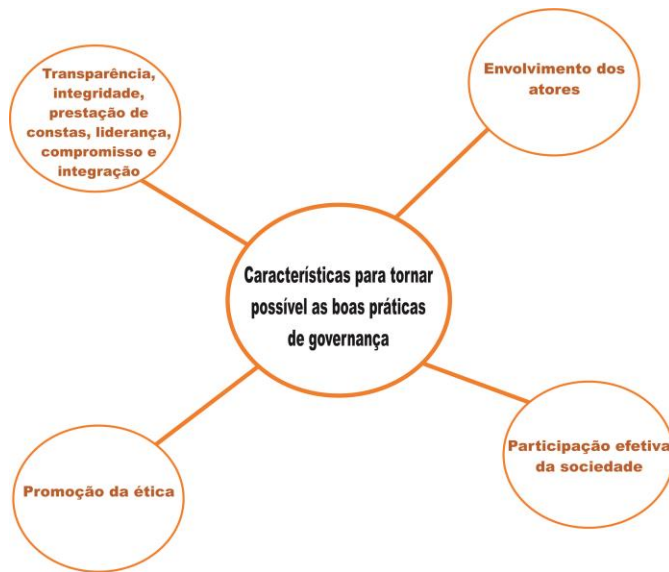 Transparência,
integridade,
prestação de
constas, liderança,
compromisso e
integração
Envolvimento dos
atores
Características para tornar
possível as boas práticas
de governança
Promoção da ética
Participação efetiva
da sociedade